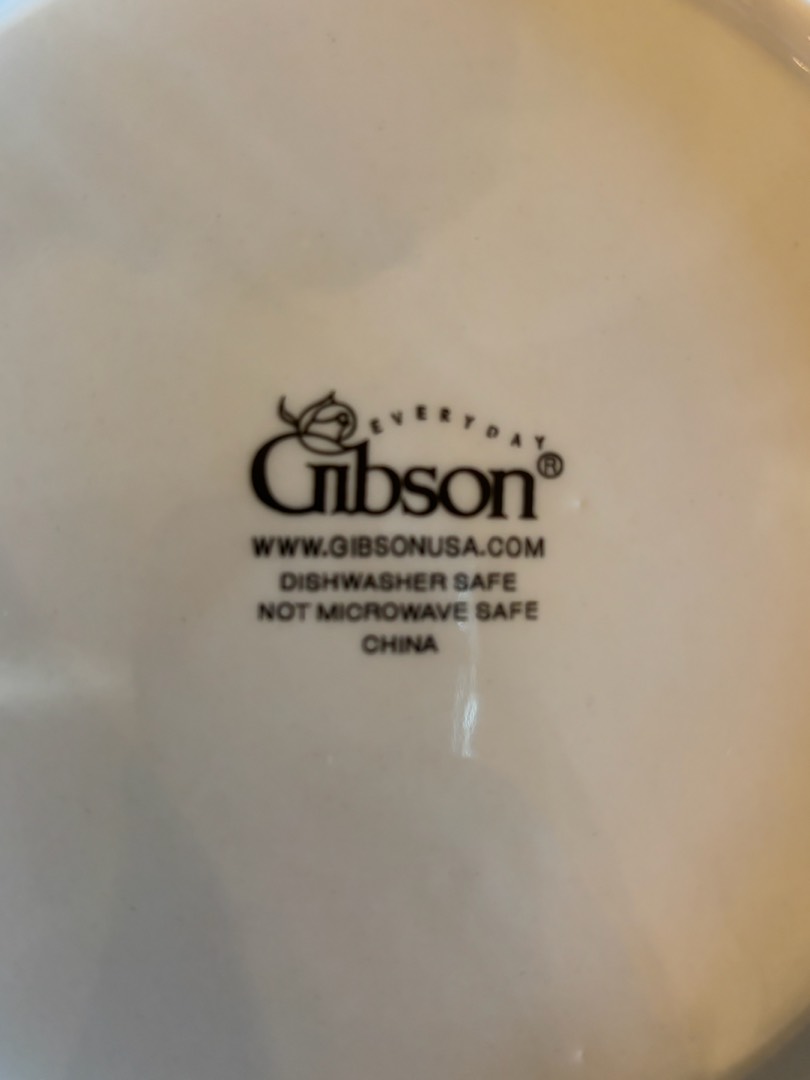 EVERYDAY
Gibson®
WWW.GIBSONUSA.COM
DISHWASHER SAFE
NOT MICROWAVE SAFE
CHINA